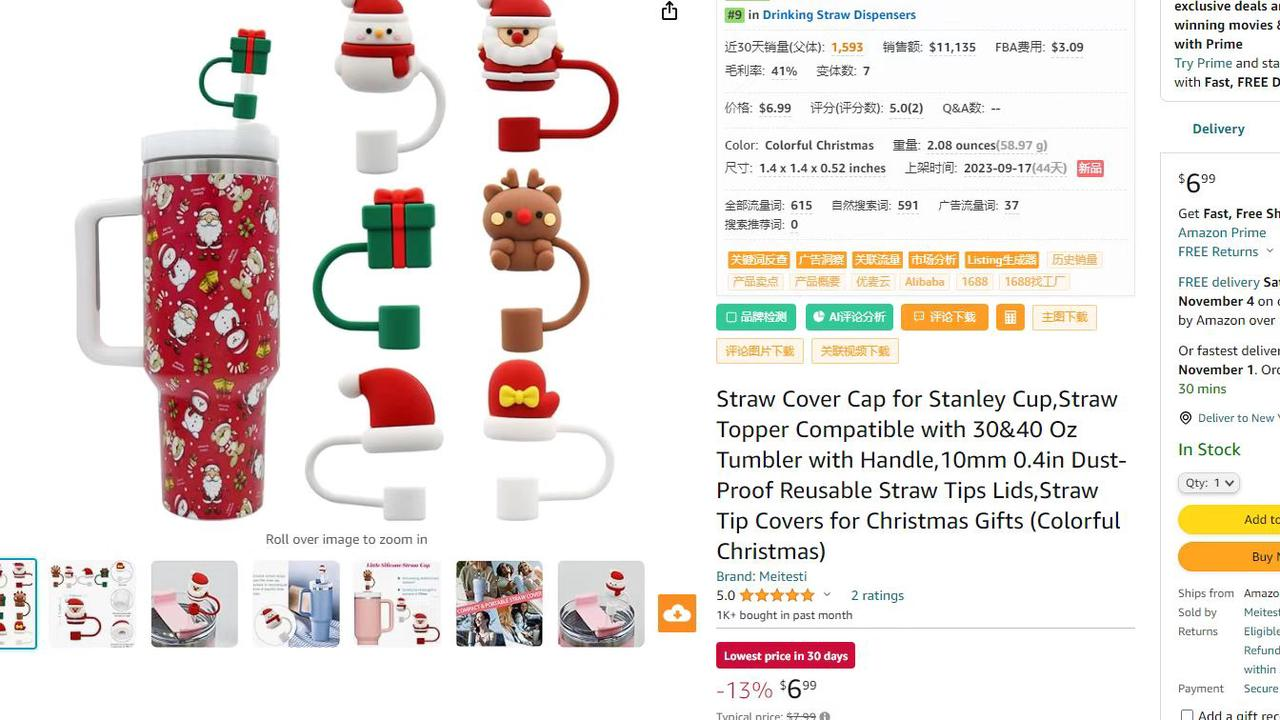 exclusive deals a
winning movies &
with Prime
Try Prime and sta
with Fast, FREE D
Delivery
#9 in Drinking Straw Dispensers
近30天销量(父体): 1,593 销售额: $11,135 FBA费用: $3.09
毛利率: 41% 变体数: 7
价格: $6.99 评分(评分数): 5.0(2) Q&A数: --
Color: Colorful Christmas 重量: 2.08 ounces(58.97 g)
尺寸: 1.4 x 1.4 x 0.52 inches 上架时间: 2023-09-17(44天) 新品
全部流量词: 615 自然搜索词: 591 广告流量词: 37
搜索推荐词: 0
关键词反查 广告洞察 关联流量 市场分析 Listing生成器 历史销量
产品卖点 产品概要 优麦云 Alibaba 1688 1688找工厂
品牌检测 AI评论分析 评论下载 主图下载
评论图片下载 关联视频下载
Straw Cover Cap for Stanley Cup,Straw
Topper Compatible with 30&40 Oz
Tumbler with Handle,10mm 0.4in Dust-
Proof Reusable Straw Tips Lids,Straw
Tip Covers for Christmas Gifts (Colorful
Christmas)
Brand: Meitesti
5.0 2 ratings
1K+ bought in past month
Lowest price in 30 days
-13% $699
Typical price: $7.99
Roll over image to zoom in
Little Silicone Straw Cap
COMPACT & PORTABLE STRAW COVER
$699
Get Fast, Free Sh
Amazon Prime
FREE Returns
FREE delivery Sat
November 4 on o
by Amazon over
Or fastest deliver
November 1. Ord
30 mins
Deliver to New Y
In Stock
Qty: 1
Add to
Buy N
Ships from Amazo
Sold by Meitest
Returns Eligible
Refund
within
Payment Secure
Add a gift rec